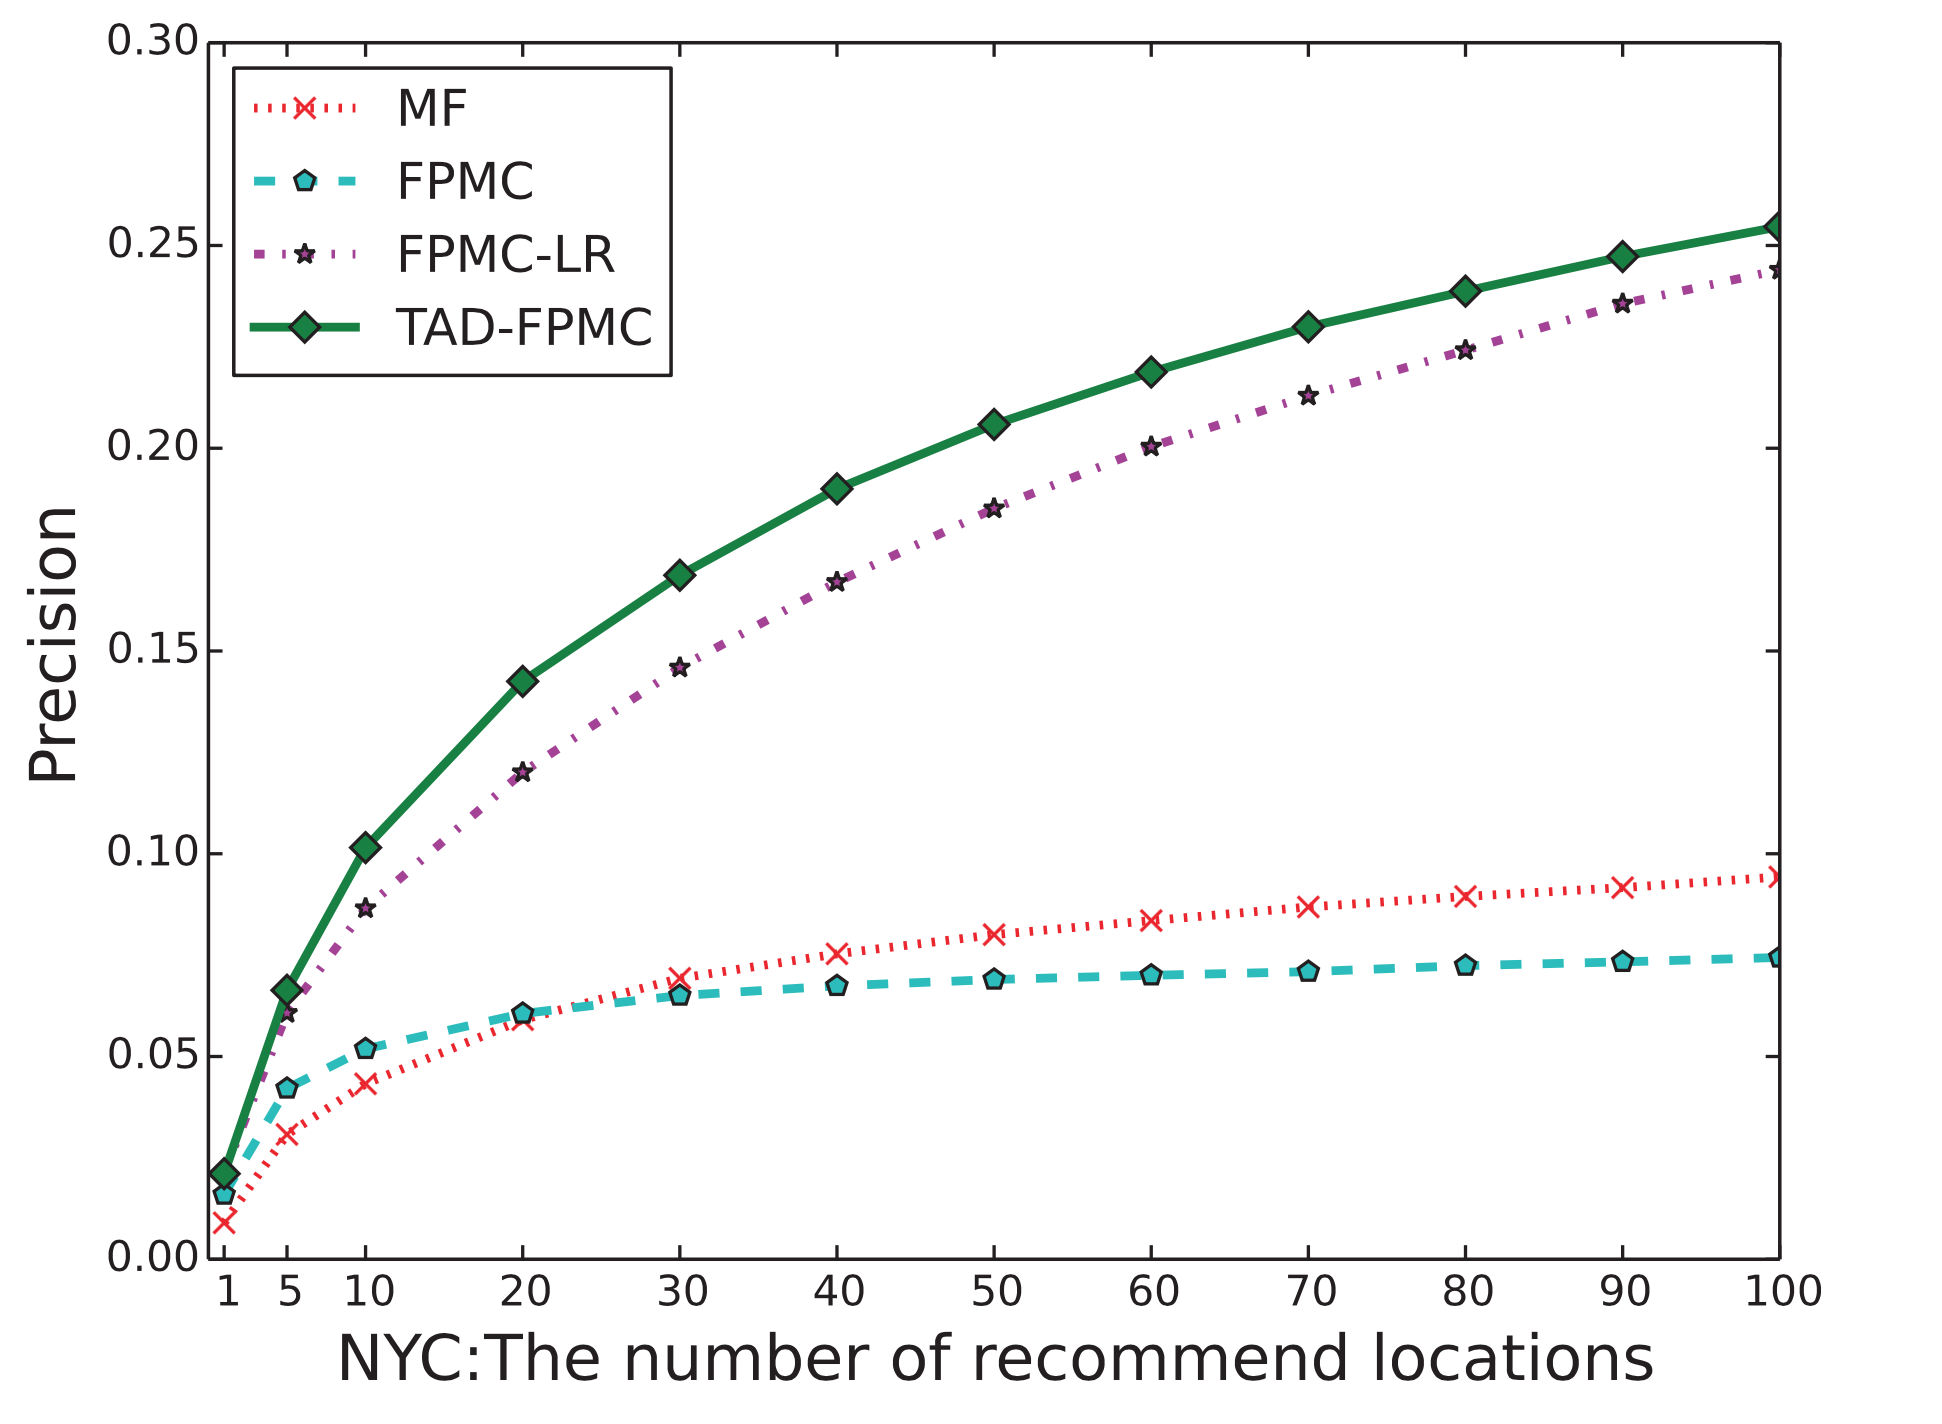 0.30
0.25
0.20
0.15
0.10
0.05
0.00
Precision
MF
FPMC
FPMC-LR
TAD-FPMC
1 5 10 20 30 40 50 60 70 80 90 100
NYC:The number of recommend locations